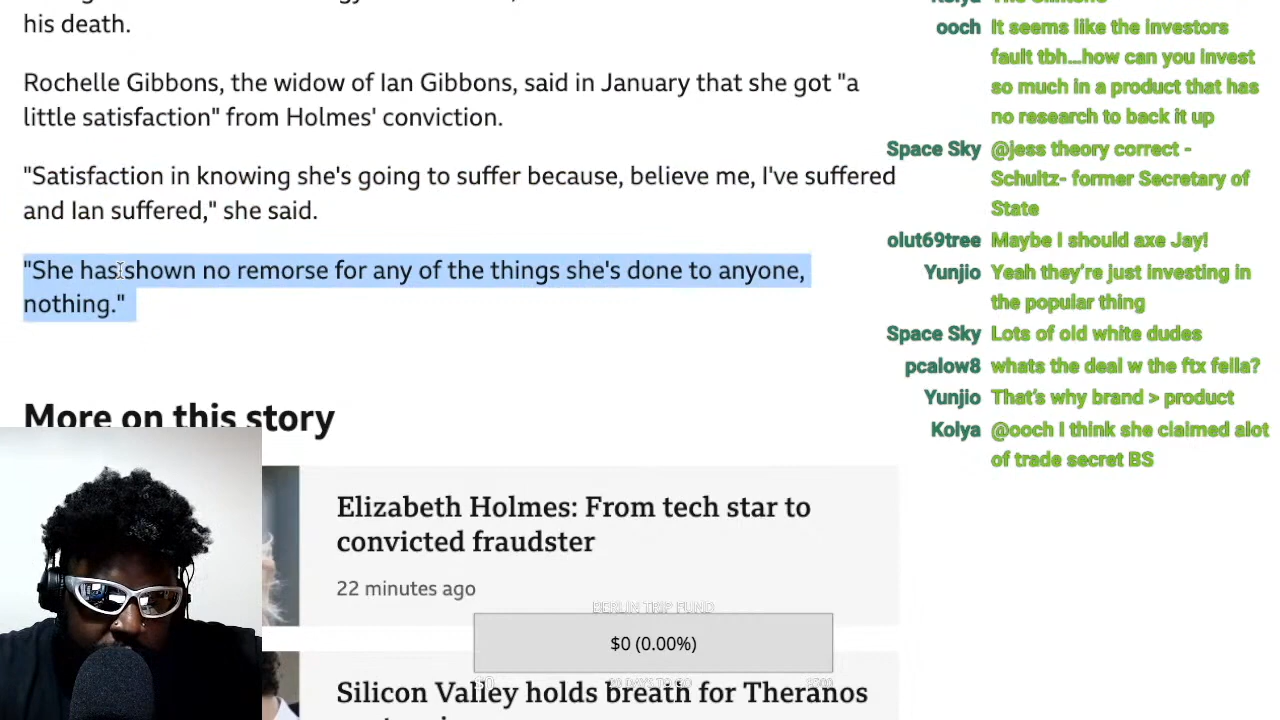 his death.
Rochelle Gibbons, the widow of Ian Gibbons, said in January that she got "a
little satisfaction" from Holmes' conviction.
"Satisfaction in knowing she's going to suffer because, believe me, I've suffered
and Ian suffered," she said.
"She has shown no remorse for any of the things she's done to anyone,
nothing."
More on this story
Elizabeth Holmes: From tech star to
convicted fraudster
22 minutes ago
BERLIN TRIP FUND
$0 (0.00%)
Silicon Valley holds breath for Theranos
ooch It seems like the investors
fault tbh...how can you invest
so much in a product that has
no research to back it up
Space Sky @jess theory correct -
Schultz- former Secretary of
State
olut69tree Maybe I should axe Jay!
Yunjio Yeah they're just investing in
the popular thing
Space Sky Lots of old white dudes
pcalow8 whats the deal w the ftx fella?
Yunjio That's why brand > product
Kolya @ooch I think she claimed alot
of trade secret BS